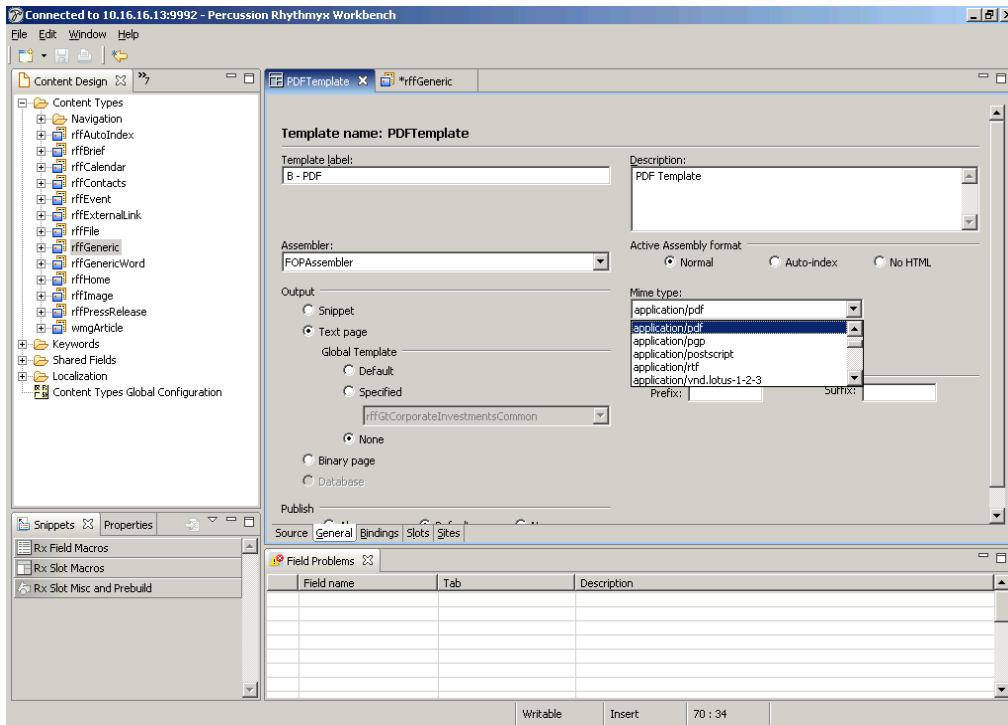 Connected to 10.16.16.13:9992 - Percussion Rhythmyx Workbench
File Edit Window Help
Content Design
»7
Content Types
Navigation
rffAutoIndex
rffBrief
rffCalendar
rffContacts
rffEvent
rffExternalLink
rffFile
rffGeneric
rffGenericWord
rffHome
rffImage
rffPressRelease
wmgArticle
Keywords
Shared Fields
Localization
Content Types Global Configuration
Snippets Properties
Rx Field Macros
Rx Slot Macros
Rx Slot Misc and Prebuild
PDFTemplate *rffGeneric
Template name: PDFTemplate
Template label:
B - PDF
Description:
PDF Template
Assembler:
FOPAssembler
Active Assembly format
Normal Auto-index No HTML
Output
Snippet
Text page
Global Template
Default
Specified
rffGtCorporateInvestmentsCommon
None
Binary page
Database
Mime type:
application/pdf
application/pdf
application/pgp
application/postscript
application/rtf
application/vnd.lotus-1-2-3
Prefix: Suffix:
Publish
Source General Bindings Slots Sites
Field Problems
Field name Tab Description
Writable Insert 70 : 34